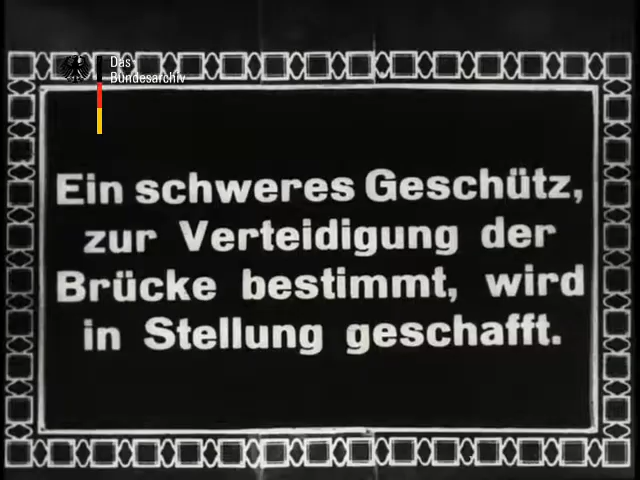 Das
Bundesarchiv
Ein schweres Geschütz,
zur Verteidigung der
Brücke bestimmt, wird
in Stellung geschafft.